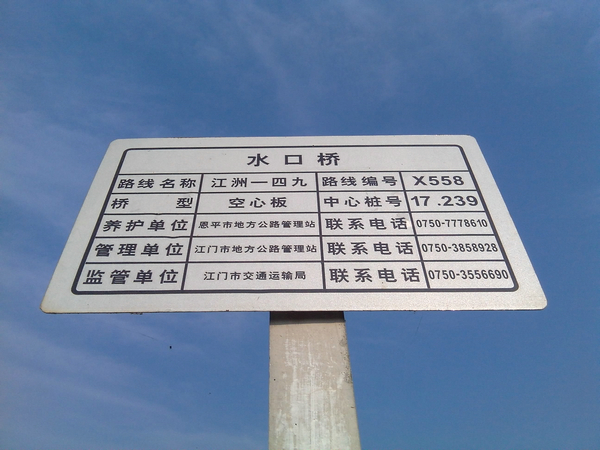 水口桥
路线名称 江洲一四九 路线编号 X558
桥型 空心板 中心桩号 17.239
养护单位 恩平市地方公路管理站 联系电话 0750-7778610
管理单位 江门市地方公路管理站 联系电话 0750-3858928
监管单位 江门市交通运输局 联系电话 0750-3556690